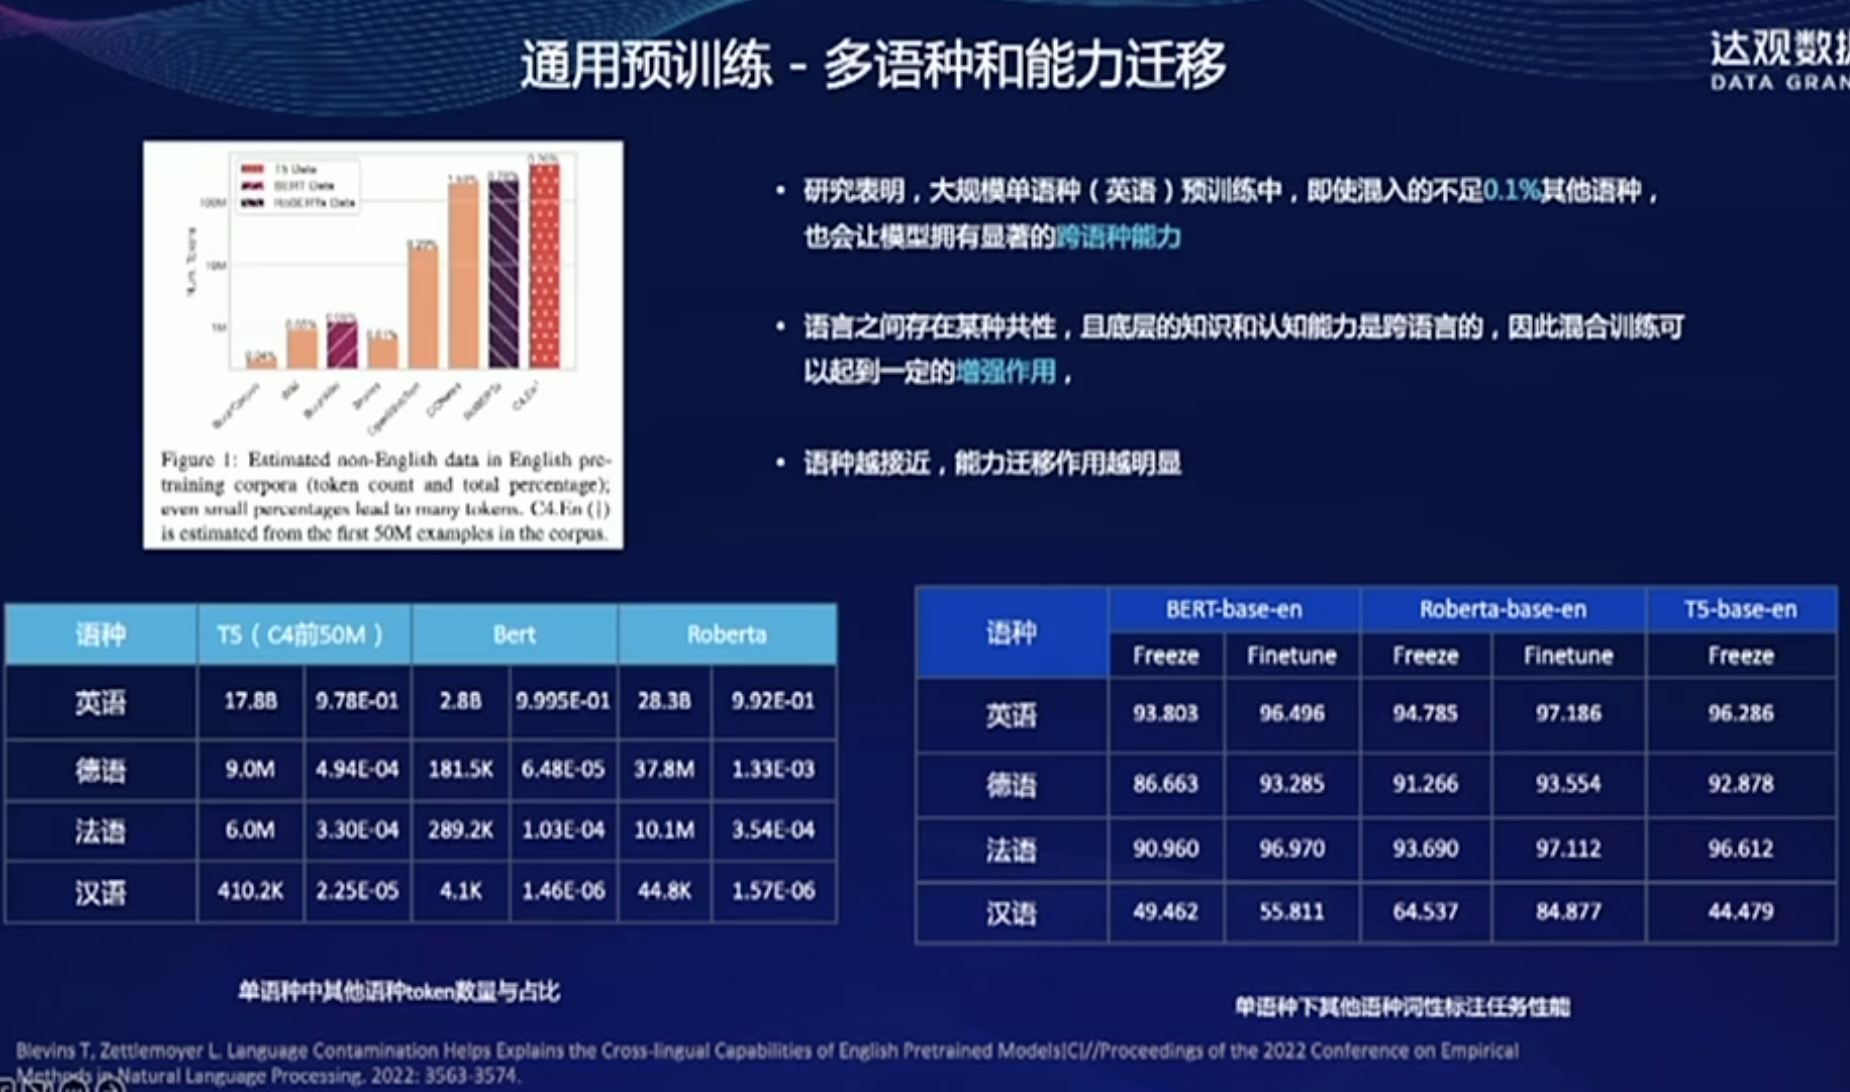 通用预训练 - 多语种和能力迁移
达观数据
DATA GRAN
T5 Data
BERT Data
RoBERTa Data
100M
10M
1M
Figure 1: Estimated non-English data in English pre-
training corpora (token count and total percentage);
even small percentages lead to many tokens. C4.En (†)
is estimated from the first 50M examples in the corpus.
• 研究表明，大规模单语种（英语）预训练中，即使混入的不足0.1%其他语种，
也会让模型拥有显著的跨语种能力
• 语言之间存在某种共性，且底层的知识和认知能力是跨语言的，因此混合训练可
以起到一定的增强作用，
• 语种越接近，能力迁移作用越明显
语种 T5（C4前50M） Bert Roberta
英语 17.8B 9.78E-01 2.8B 9.995E-01 28.3B 9.92E-01
德语 9.0M 4.94E-04 181.5K 6.48E-05 37.8M 1.33E-03
法语 6.0M 3.30E-04 289.2K 1.03E-04 10.1M 3.54E-04
汉语 410.2K 2.25E-05 4.1K 1.46E-06 44.8K 1.57E-06
单语种中其他语种token数量与占比
语种 BERT-base-en Roberta-base-en T5-base-en
Freeze Finetune Freeze Finetune Freeze
英语 93.803 96.496 94.785 97.186 96.286
德语 86.663 93.285 91.266 93.554 92.878
法语 90.960 96.970 93.690 97.112 96.612
汉语 49.462 55.811 64.537 84.877 44.479
单语种下其他语种词性标注任务性能
Blevins T, Zettlemoyer L. Language Contamination Helps Explains the Cross-lingual Capabilities of English Pretrained Models[C]//Proceedings of the 2022 Conference on Empirical
Methods in Natural Language Processing. 2022: 3563-3574.